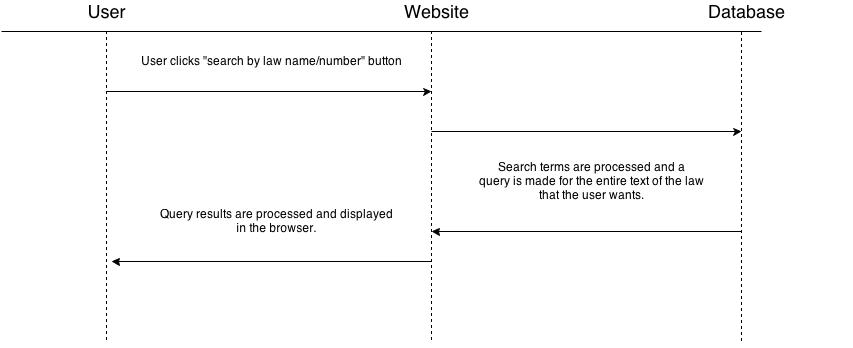 User
Website
Database
User clicks "search by law name/number" button
Search terms are processed and a
query is made for the entire text of the law
that the user wants.
Query results are processed and displayed
in the browser.